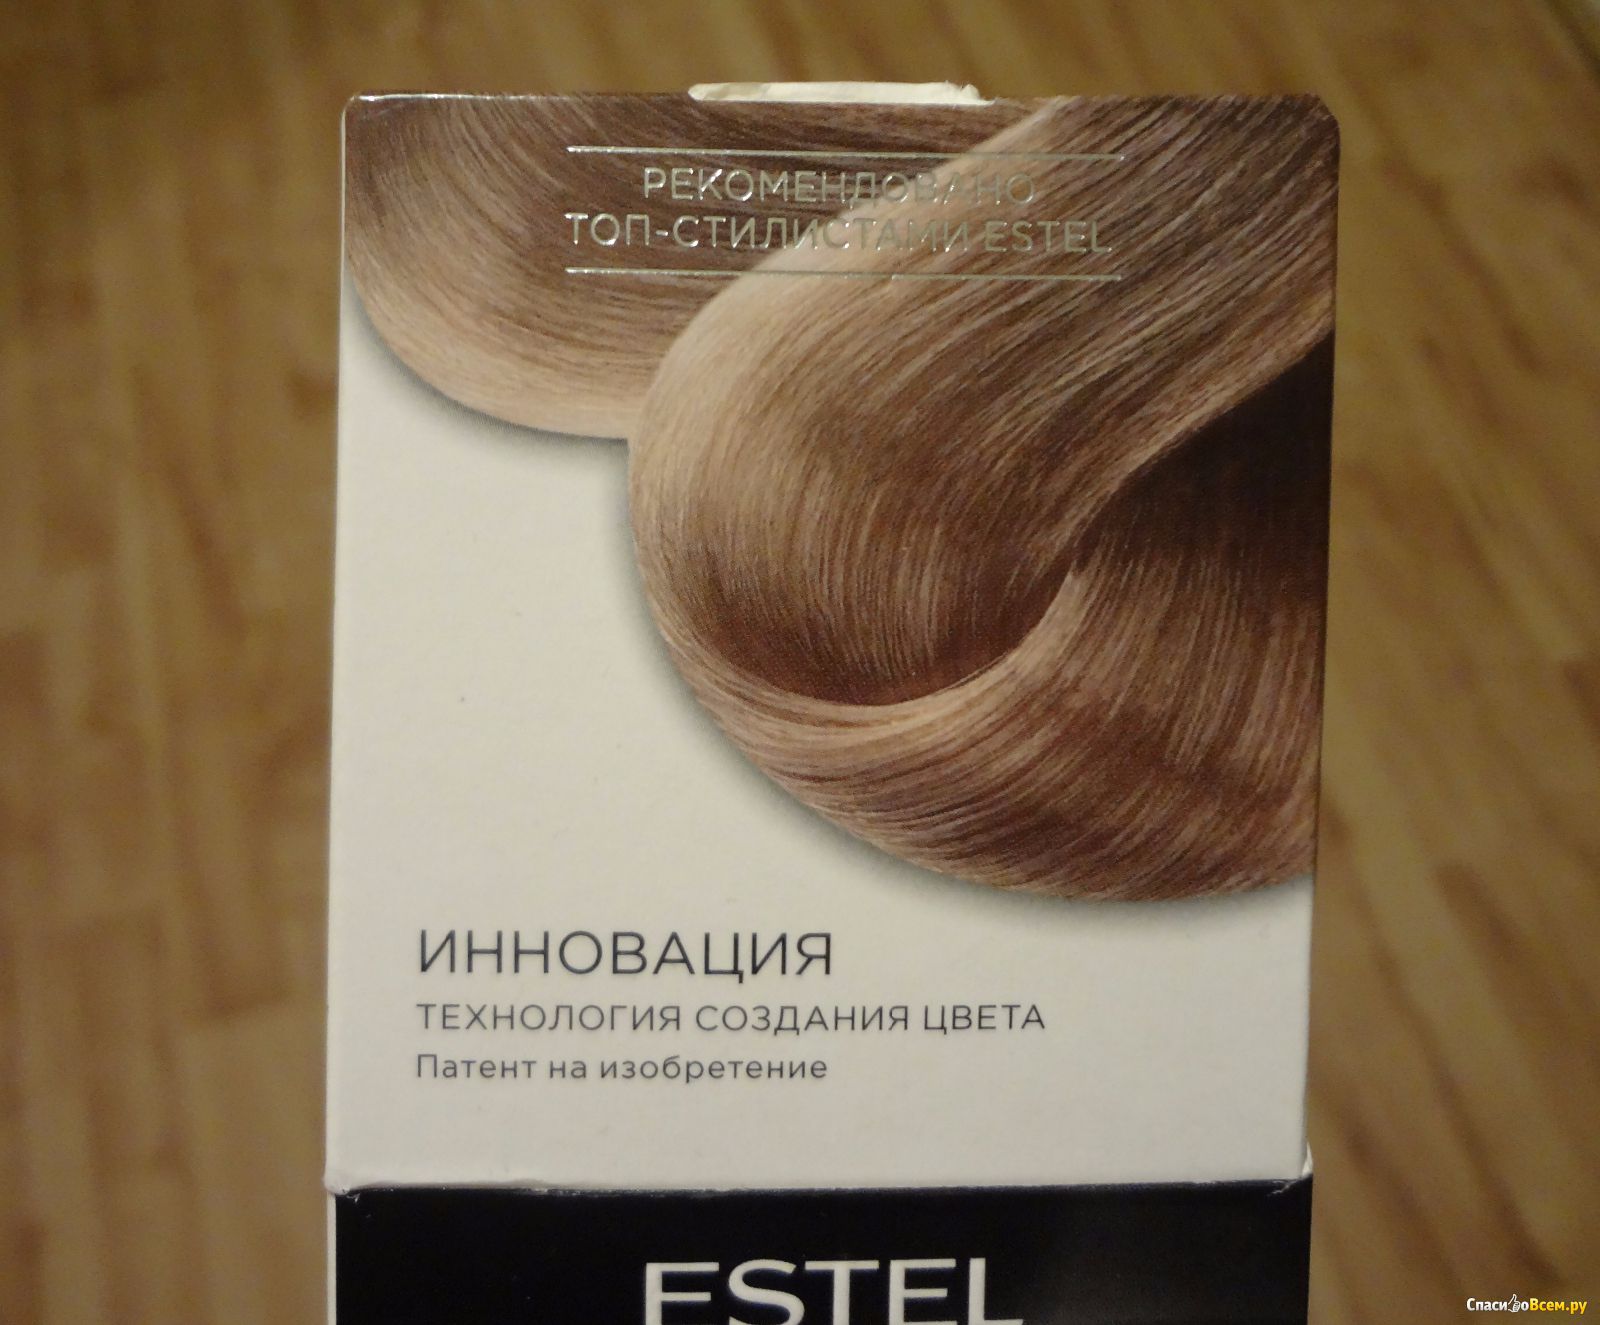 РЕКОМЕНДОВАНО
ТОП-СТИЛИСТАМИ ESTEL
ИННОВАЦИЯ
ТЕХНОЛОГИЯ СОЗДАНИЯ ЦВЕТА
Патент на изобретение
ESTEL
СпасибоВсем.ру